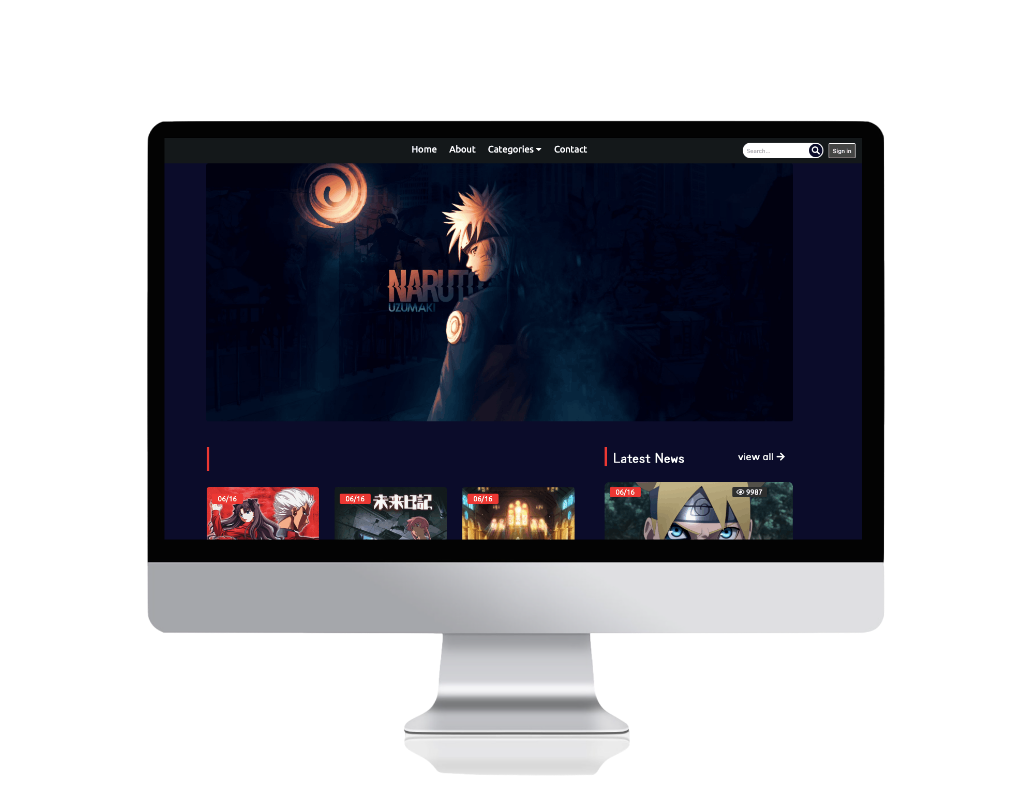 Home About Categories Contact
Search... Sign in
NARUTO
UZUMAKI
Latest News view all
06/16
06/16
未来日記
06/16
06/16
9987